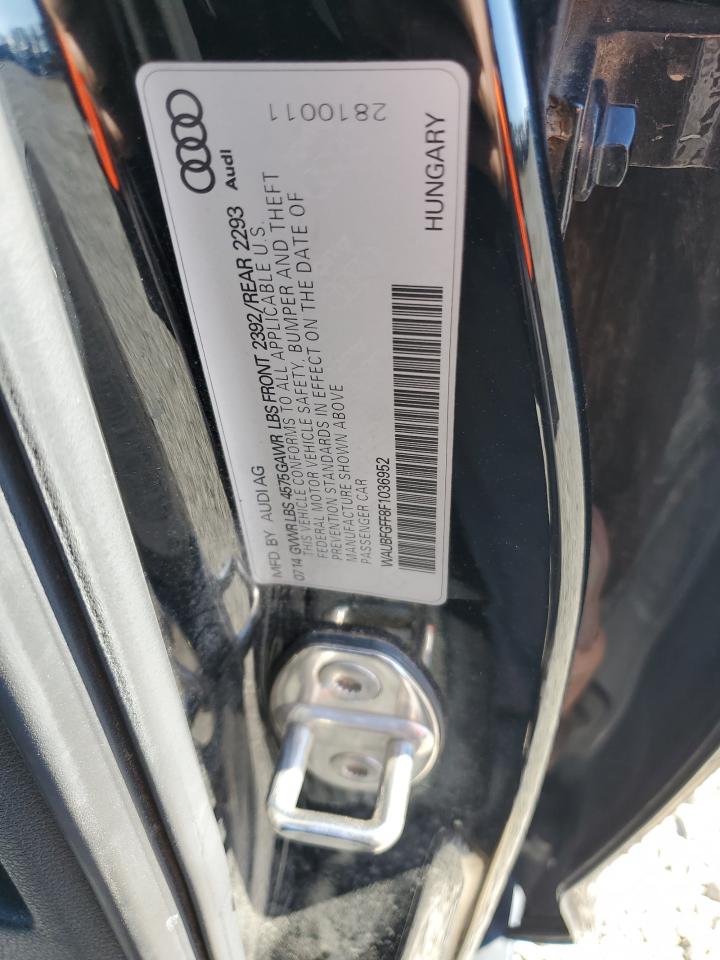 Audi
2810011
MFD BY AUDI AG
0714 GVWR LBS 4575 GAWR LBS FRONT 2392/REAR 2293
THIS VEHICLE CONFORMS TO ALL APPLICABLE U.S.
FEDERAL MOTOR VEHICLE SAFETY, BUMPER AND THEFT
PREVENTION STANDARDS IN EFFECT ON THE DATE OF
MANUFACTURE SHOWN ABOVE
PASSENGER CAR
WAUBFGFF8F1036952
HUNGARY